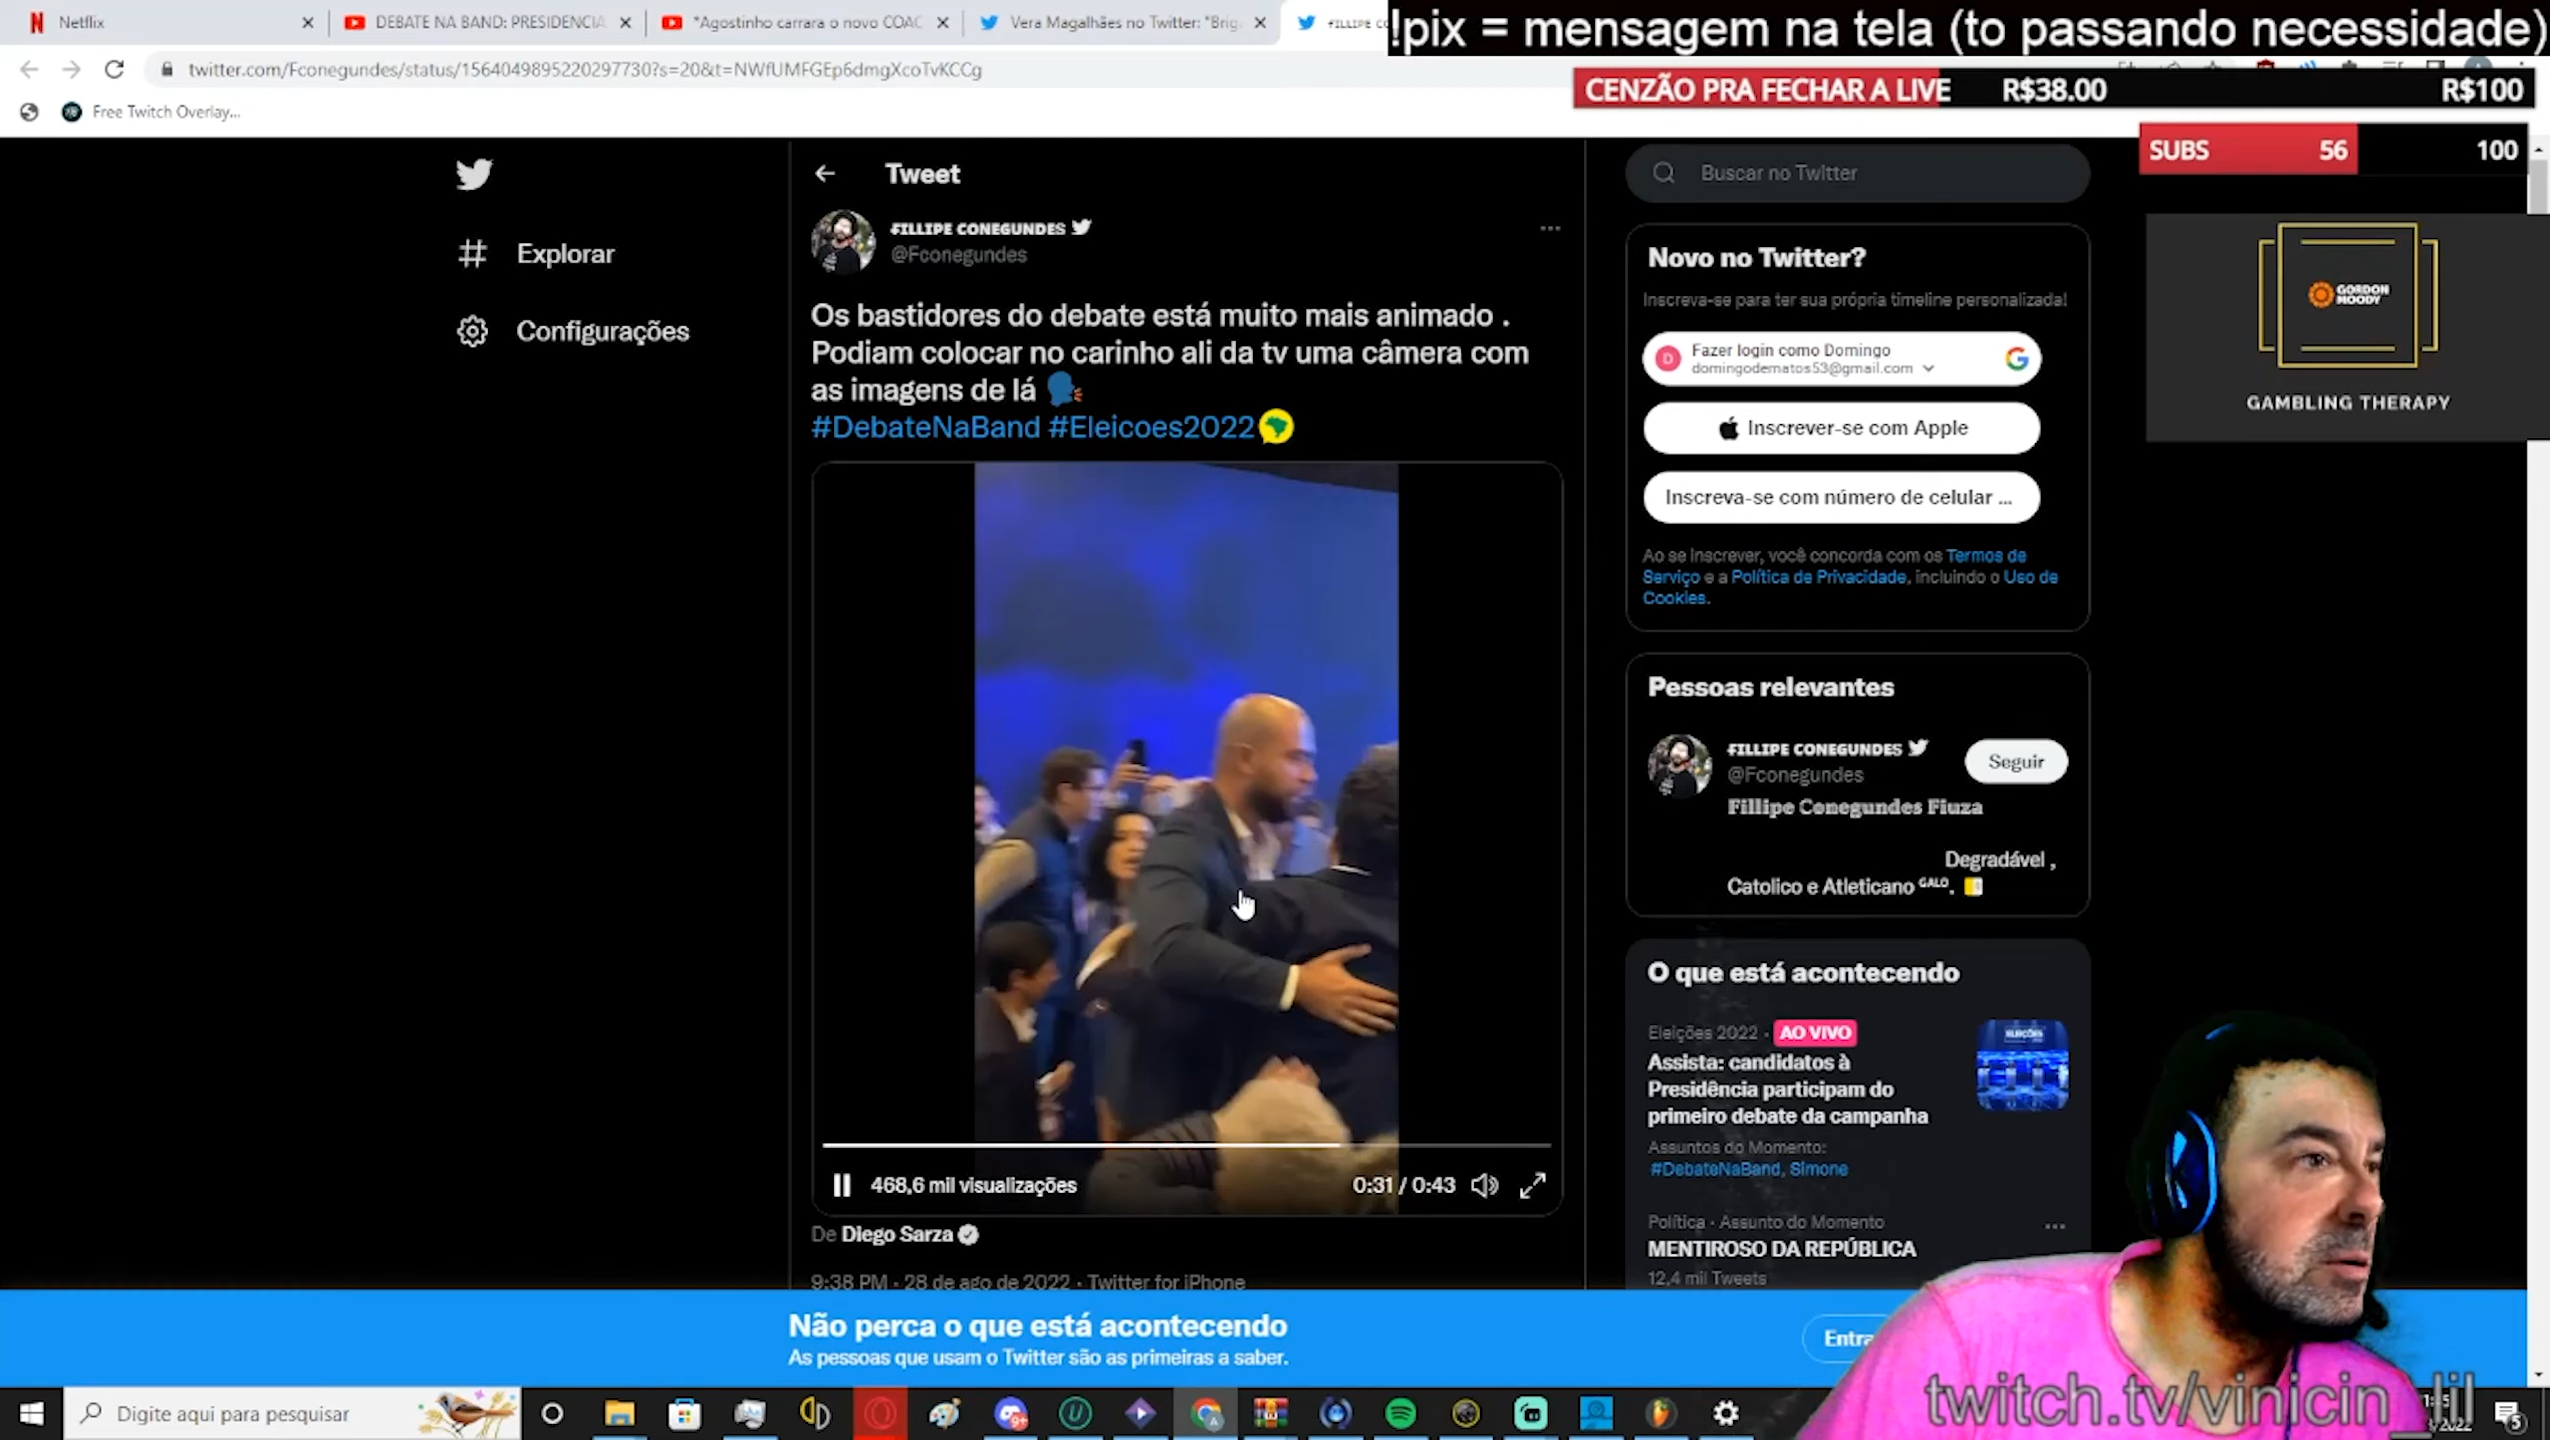 Netflix
DEBATE NA BAND: PRESIDENCIA
"Agostinho carrara o novo COAC
Vera Magalhães no Twitter: "Brig
!pix = mensagem na tela (to passando necessidade)
twitter.com/Fconegundes/status/1564049895220297730?s=20&t=NWfUMFGEp6dmgXcoTvKCCg
CENZÃO PRA FECHAR A LIVE R$38.00 R$100
Free Twitch Overlay...
SUBS 56 100
Tweet
Buscar no Twitter
FILLIPE CONEGUNDES
@Fconegundes
Explorar
Configurações
Os bastidores do debate está muito mais animado .
Podiam colocar no carinho ali da tv uma câmera com
as imagens de lá 🗣
#DebateNaBand #Eleicoes2022
468,6 mil visualizações
0:31 / 0:43
De Diego Sarza
9:38 PM · 28 de ago de 2022 · Twitter for iPhone
Novo no Twitter?
Inscreva-se para ter sua própria timeline personalizada!
Fazer login como Domingo
domingodematos53@gmail.com
Inscrever-se com Apple
Inscreva-se com número de celular ...
Ao se inscrever, você concorda com os Termos de
Serviço e a Política de Privacidade, incluindo o Uso de
Cookies.
GORDON
MOODY
GAMBLING THERAPY
Pessoas relevantes
FILLIPE CONEGUNDES
@Fconegundes
Seguir
Fillipe Conegundes Fiuza
Degradável ,
Catolico e Atleticano ᴳᴬᴸᴼ.
O que está acontecendo
Eleições 2022 · AO VIVO
Assista: candidatos à
Presidência participam do
primeiro debate da campanha
Assuntos do Momento:
#DebateNaBand, Simone
Política · Assunto do Momento
MENTIROSO DA REPÚBLICA
12,4 mil Tweets
Não perca o que está acontecendo
As pessoas que usam o Twitter são as primeiras a saber.
Entra
Digite aqui para pesquisar
twitch.tv/vinicin_lil